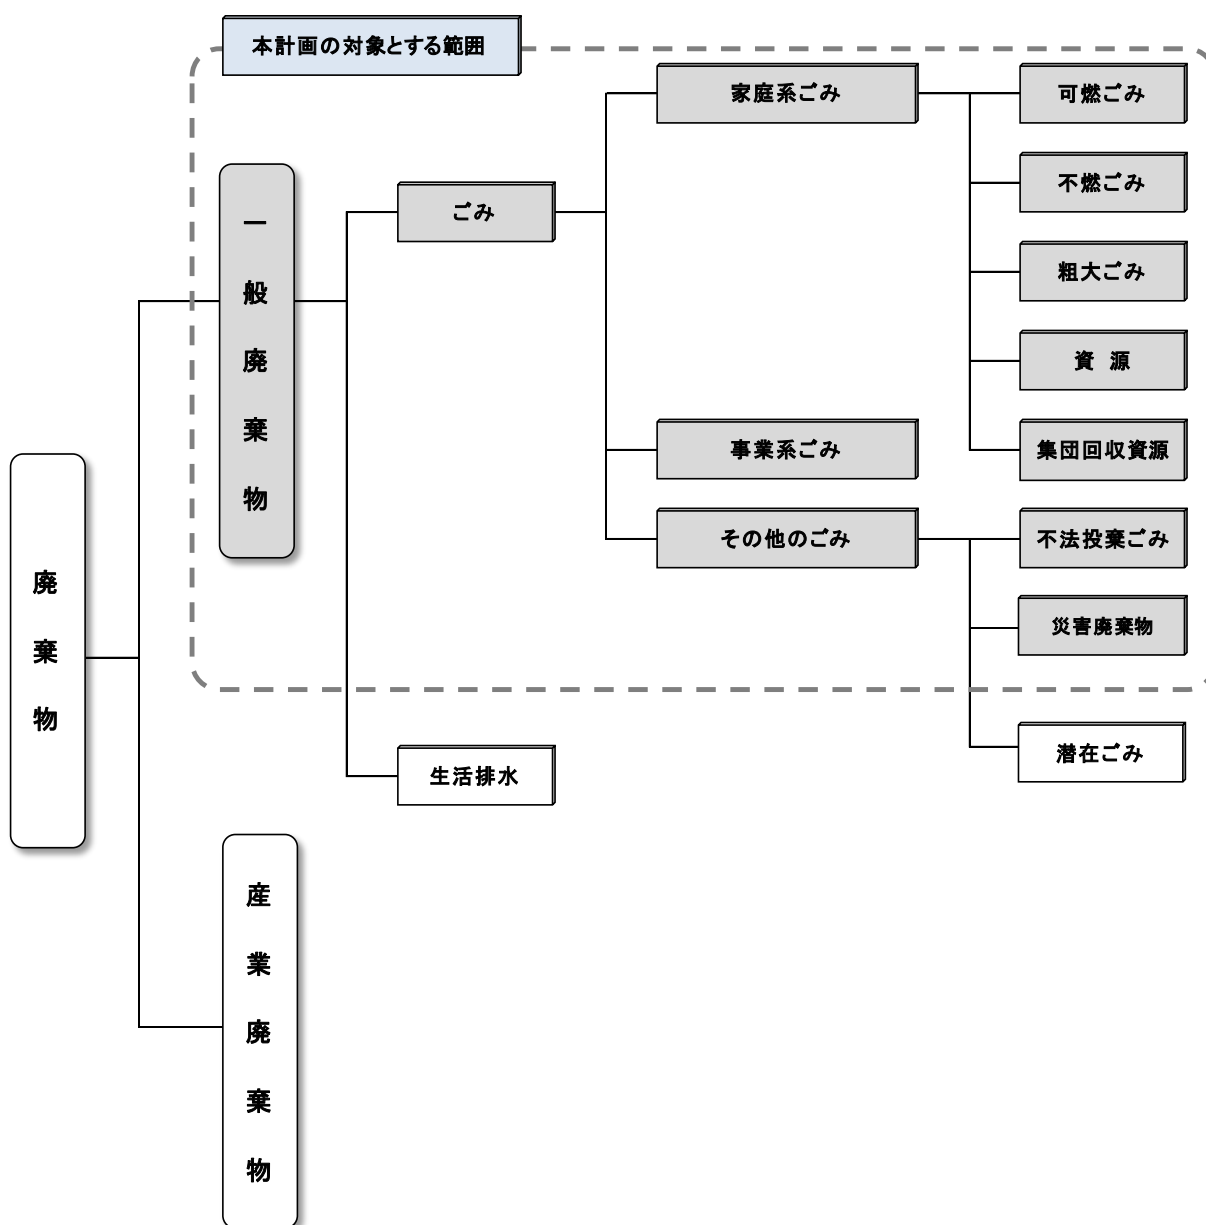 本計画の対象とする範囲
家庭系ごみ
可燃ごみ
不燃ごみ
ごみ
一般廃棄物
粗大ごみ
資 源
事業系ごみ
集団回収資源
その他のごみ
不法投棄ごみ
災害廃棄物
廃棄物
潜在ごみ
生活排水
産業廃棄物